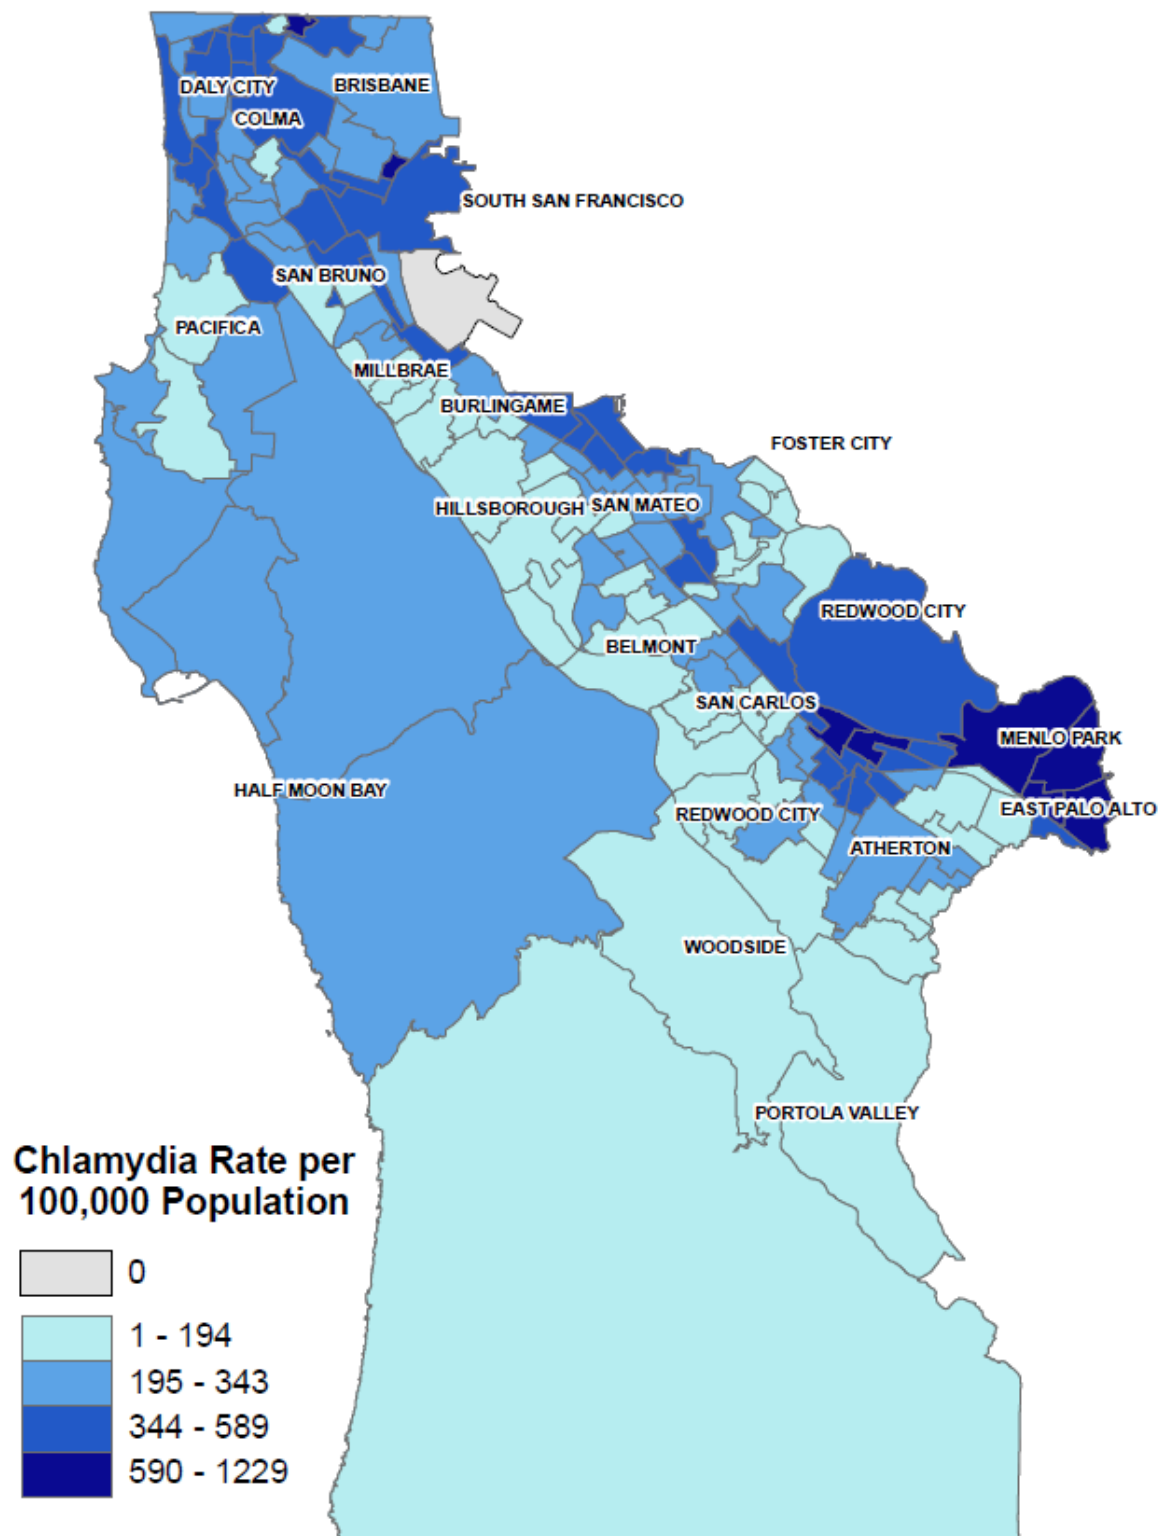 DALY CITY
BRISBANE
COLMA
SOUTH SAN FRANCISCO
SAN BRUNO
PACIFICA
MILLBRAE
BURLINGAME
FOSTER CITY
HILLSBOROUGH
SAN MATEO
REDWOOD CITY
BELMONT
SAN CARLOS
MENLO PARK
HALF MOON BAY
EAST PALO ALTO
REDWOOD CITY
ATHERTON
WOODSIDE
PORTOLA VALLEY
Chlamydia Rate per
100,000 Population
0
1 - 194
195 - 343
344 - 589
590 - 1229